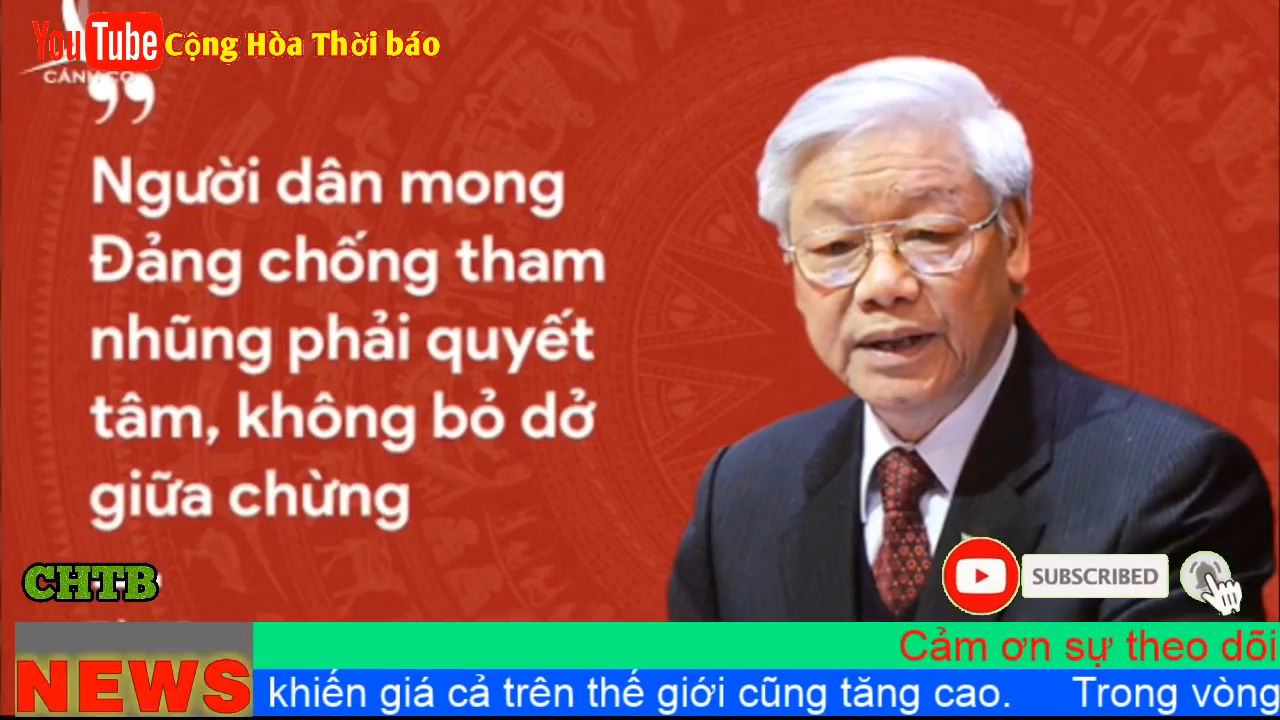 YouTube Cộng Hòa Thời báo
CÁNH CO
Người dân mong
Đảng chống tham
nhũng phải quyết
tâm, không bỏ dở
giữa chừng
CHTB
SUBSCRIBED
Cảm ơn sự theo dõi
NEWS
khiến giá cả trên thế giới cũng tăng cao. Trong vòng